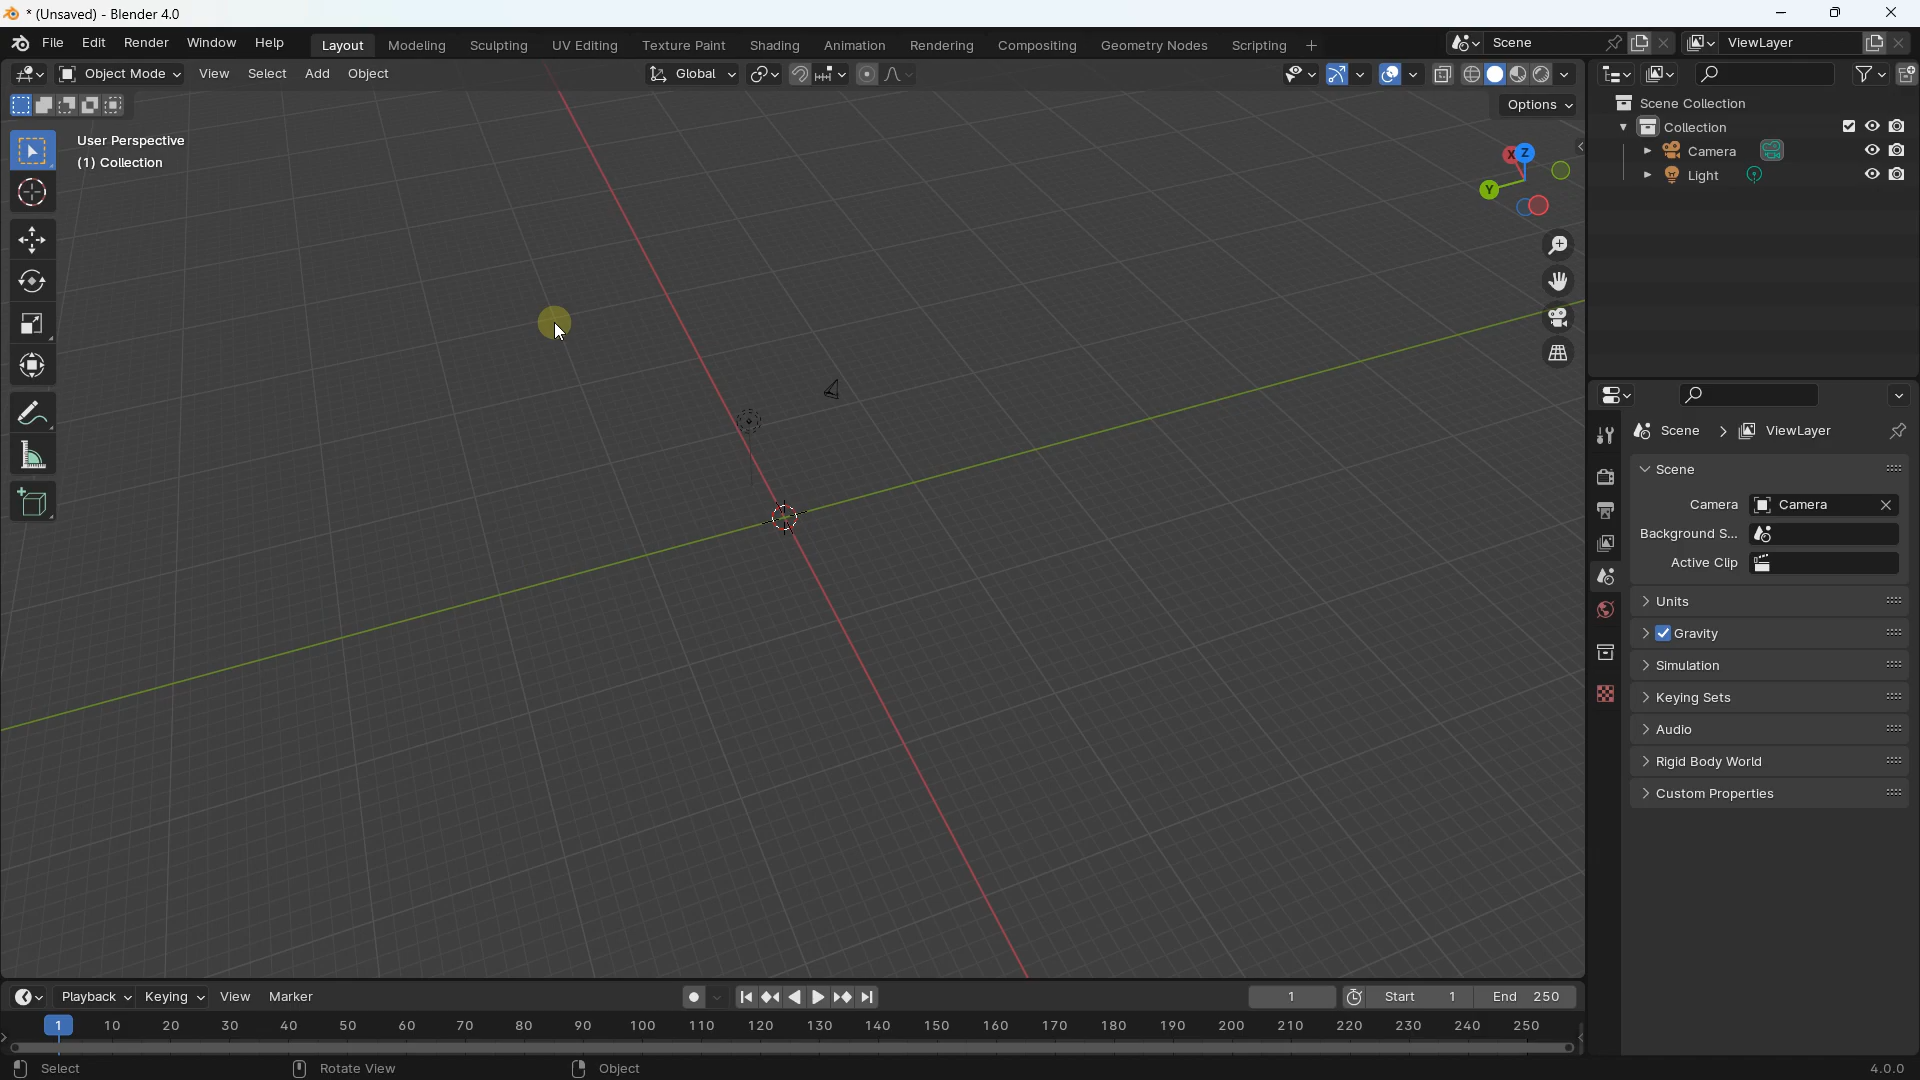 * (Unsaved) - Blender 4.0
File Edit Render Window Help Layout Modeling Sculpting UV Editing Texture Paint Shading Animation Rendering Compositing Geometry Nodes Scripting + Scene ViewLayer
Object Mode View Select Add Object Global
Options
User Perspective
(1) Collection
X Z
Y
Scene Collection
Collection
Camera
Light
Scene > ViewLayer
Scene
Camera Camera
Background S...
Active Clip
Units
Gravity
Simulation
Keying Sets
Audio
Rigid Body World
Custom Properties
Playback Keying View Marker 1 Start 1 End 250
1 10 20 30 40 50 60 70 80 90 100 110 120 130 140 150 160 170 180 190 200 210 220 230 240 250
Select Rotate View Object 4.0.0